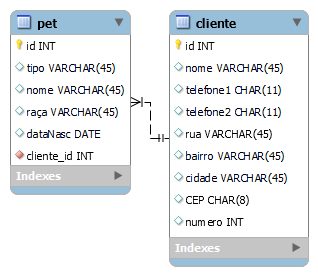 pet
id INT
tipo VARCHAR(45)
nome VARCHAR(45)
raça VARCHAR(45)
dataNasc DATE
cliente_id INT
Indexes
cliente
id INT
nome VARCHAR(45)
telefone1 CHAR(11)
telefone2 CHAR(11)
rua VARCHAR(45)
bairro VARCHAR(45)
cidade VARCHAR(45)
CEP CHAR(8)
numero INT
Indexes